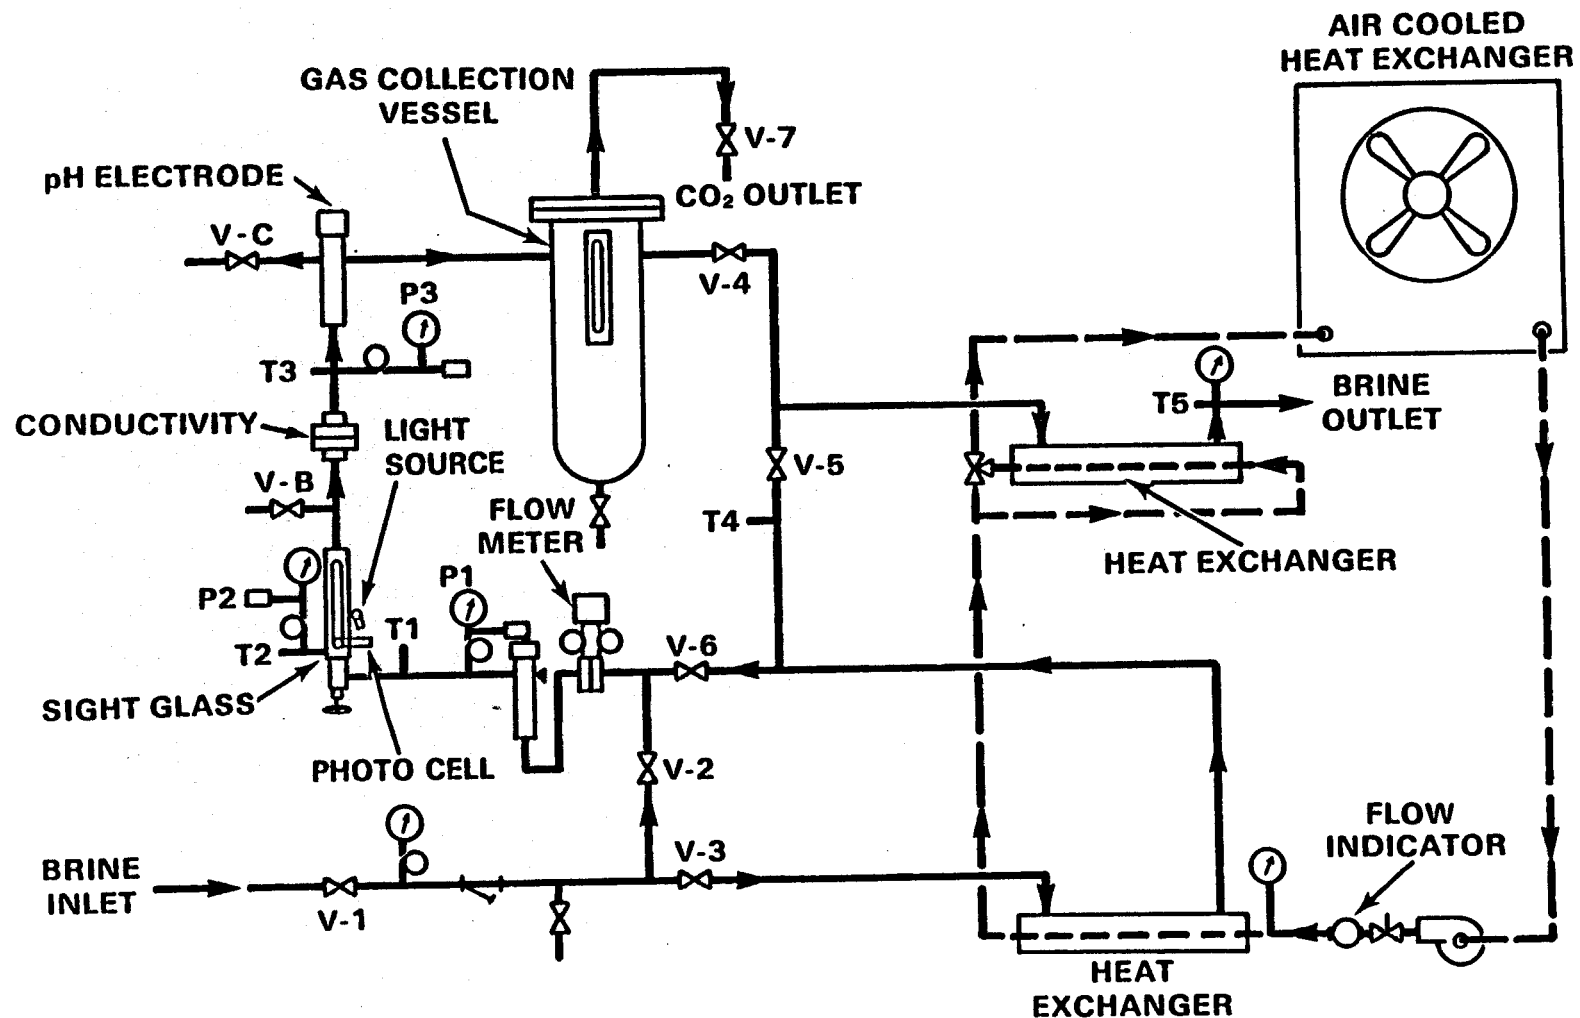 AIR COOLED
HEAT EXCHANGER
GAS COLLECTION
VESSEL
V-7
pH ELECTRODE
CO₂ OUTLET
V-C
V-4
P3
T3
BRINE
OUTLET
T5
CONDUCTIVITY
LIGHT
SOURCE
V-5
V-B
FLOW
METER
T4
HEAT EXCHANGER
P1
P2
T1
T2
V-6
SIGHT GLASS
PHOTO CELL
V-2
FLOW
INDICATOR
V-3
BRINE
INLET
V-1
HEAT
EXCHANGER